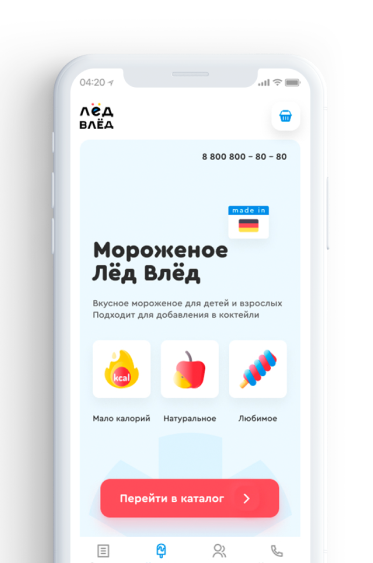 04:20
лёд
влёд
8 800 800 – 80 – 80
made in
Мороженое
Лёд Влёд
Вкусное мороженое для детей и взрослых
Подходит для добавления в коктейли
kcal
Мало калорий
Натуральное
Любимое
Перейти в каталог